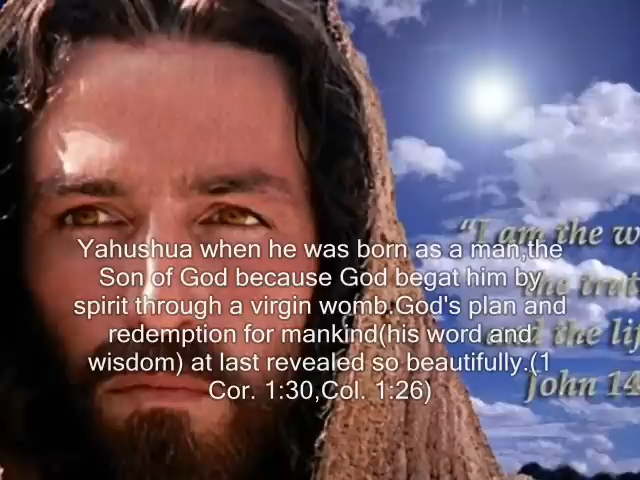 Yahushua when he was born as a man,the
Son of God because God begat him by
spirit through a virgin womb.God's plan and
redemption for mankind(his word and
wisdom) at last revealed so beautifully.(1
Cor. 1:30,Col. 1:26)
"I am the w
the trut
and the lif
John 14